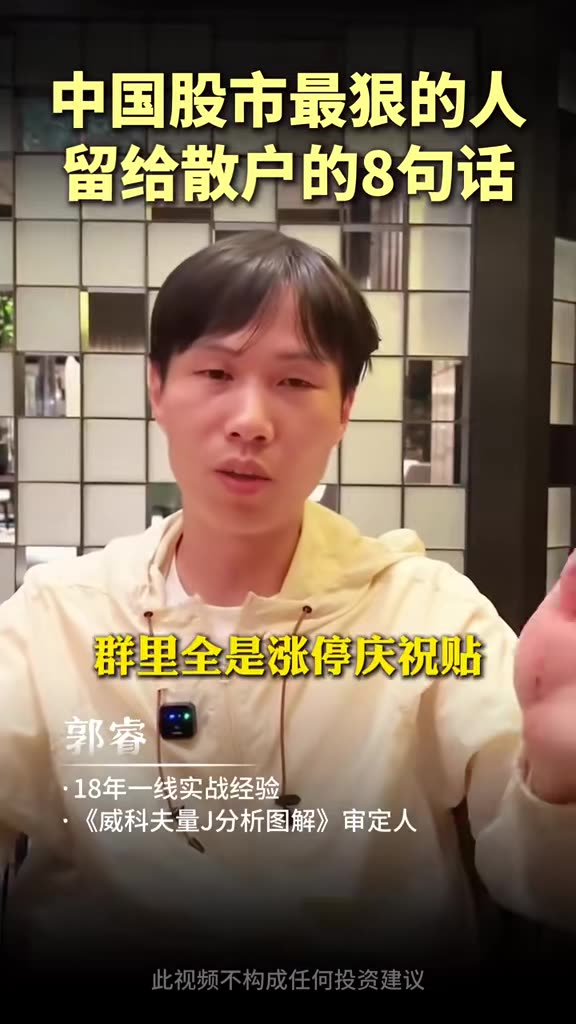 中国股市最狠的人
留给散户的8句话
群里全是涨停庆祝贴
郭睿
·18年一线实战经验
·《威科夫量J分析图解》审定人
此视频不构成任何投资建议